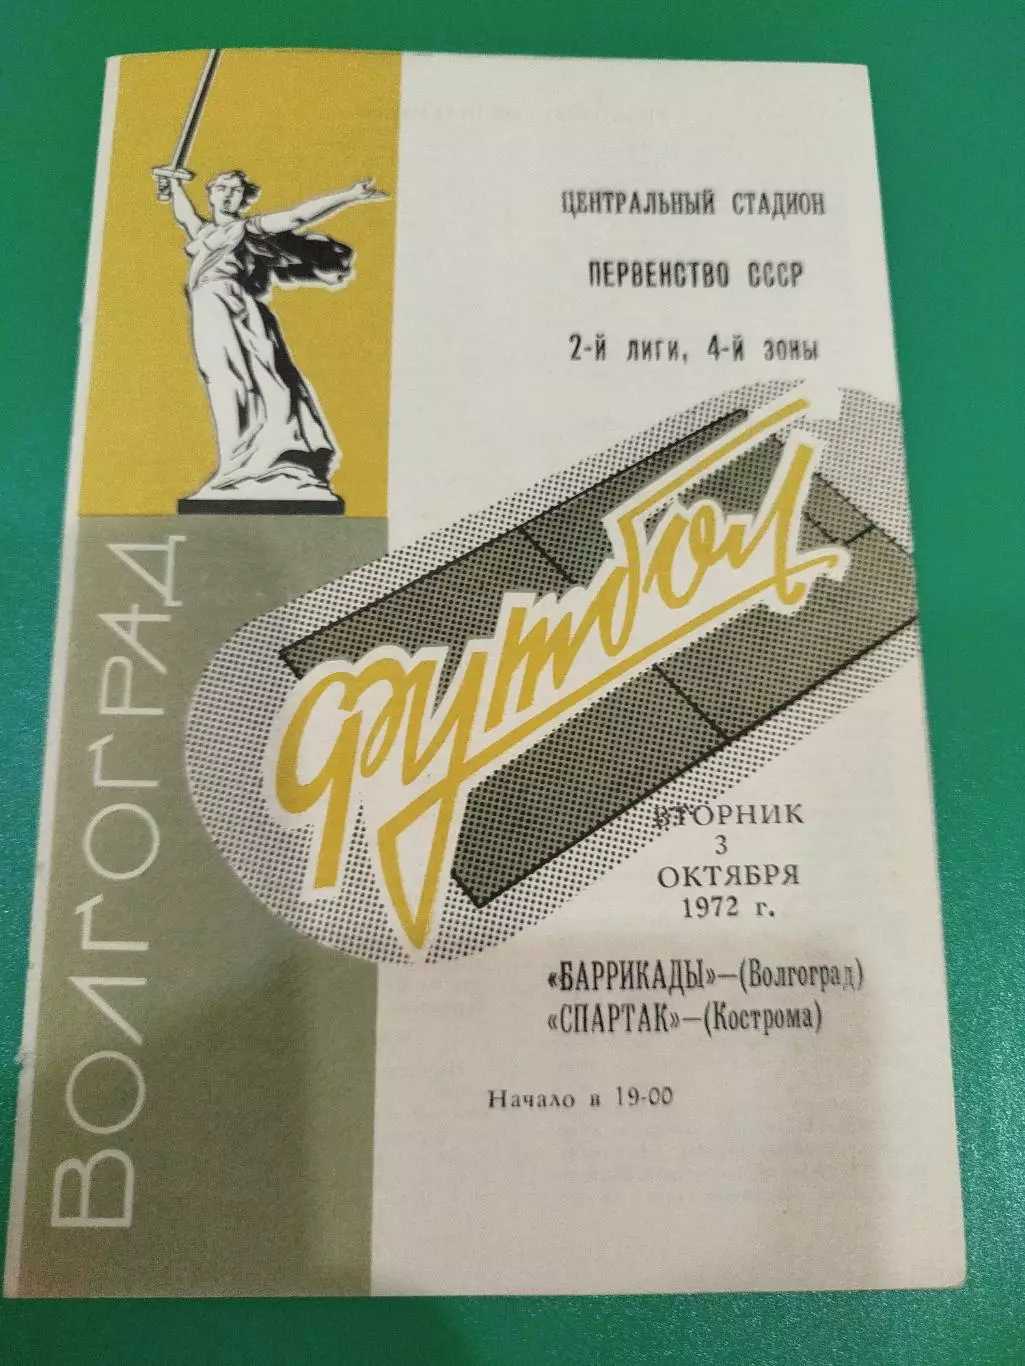 ЦЕНТРАЛЬНЫЙ СТАДИОН
ПЕРВЕНСТВО СССР
2-й ЛИГИ, 4-й ЗОНЫ
ВОЛГОГРАД
Футбол
ВТОРНИК
3
ОКТЯБРЯ
1972 г.
«БАРРИКАДЫ»—(Волгоград)
«СПАРТАК»—(Кострома)
Начало в 19-00